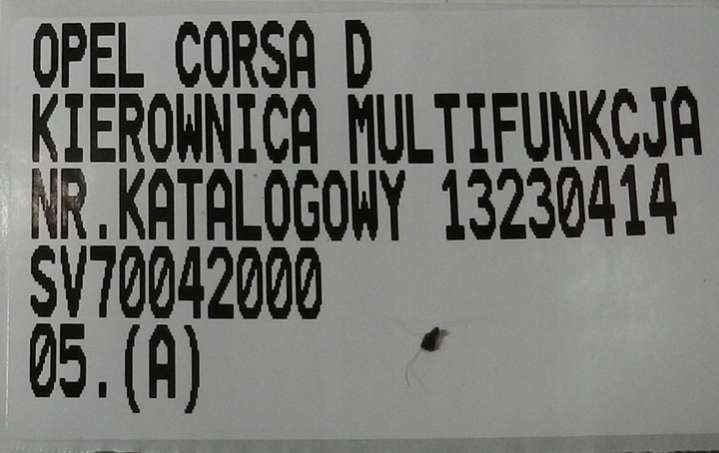 OPEL CORSA D
KIEROWNICA MULTIFUNKCJA
NR.KATALOGOWY 13230414
SV70042000
05.(A)